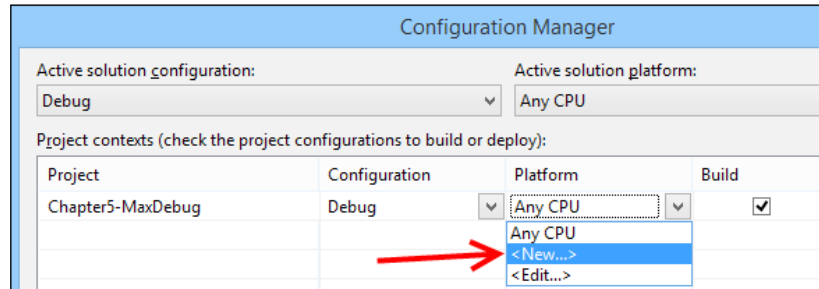 Configuration Manager
Active solution configuration: Active solution platform:
Debug Any CPU
Project contexts (check the project configurations to build or deploy):
Project Configuration Platform Build
Chapter5-MaxDebug Debug Any CPU
Any CPU
<New...>
<Edit...>